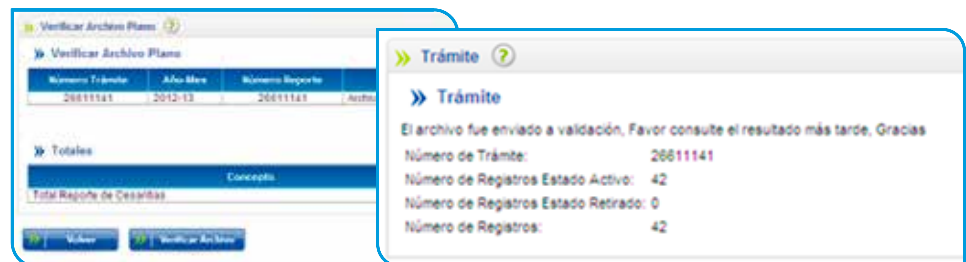 Verificar Archivo Plano ?
Verificar Archivo Plano
Número Trámite Año-Mes Número Reporte
26611141 2012-13 26611141 Archivo
Totales
Concepto
Total Reporte de Cesantías
Volver Verificar Archivo
Trámite ?
Trámite
El archivo fue enviado a validación, Favor consulte el resultado más tarde, Gracias
Número de Trámite: 26611141
Número de Registros Estado Activo: 42
Número de Registros Estado Retirado: 0
Número de Registros: 42